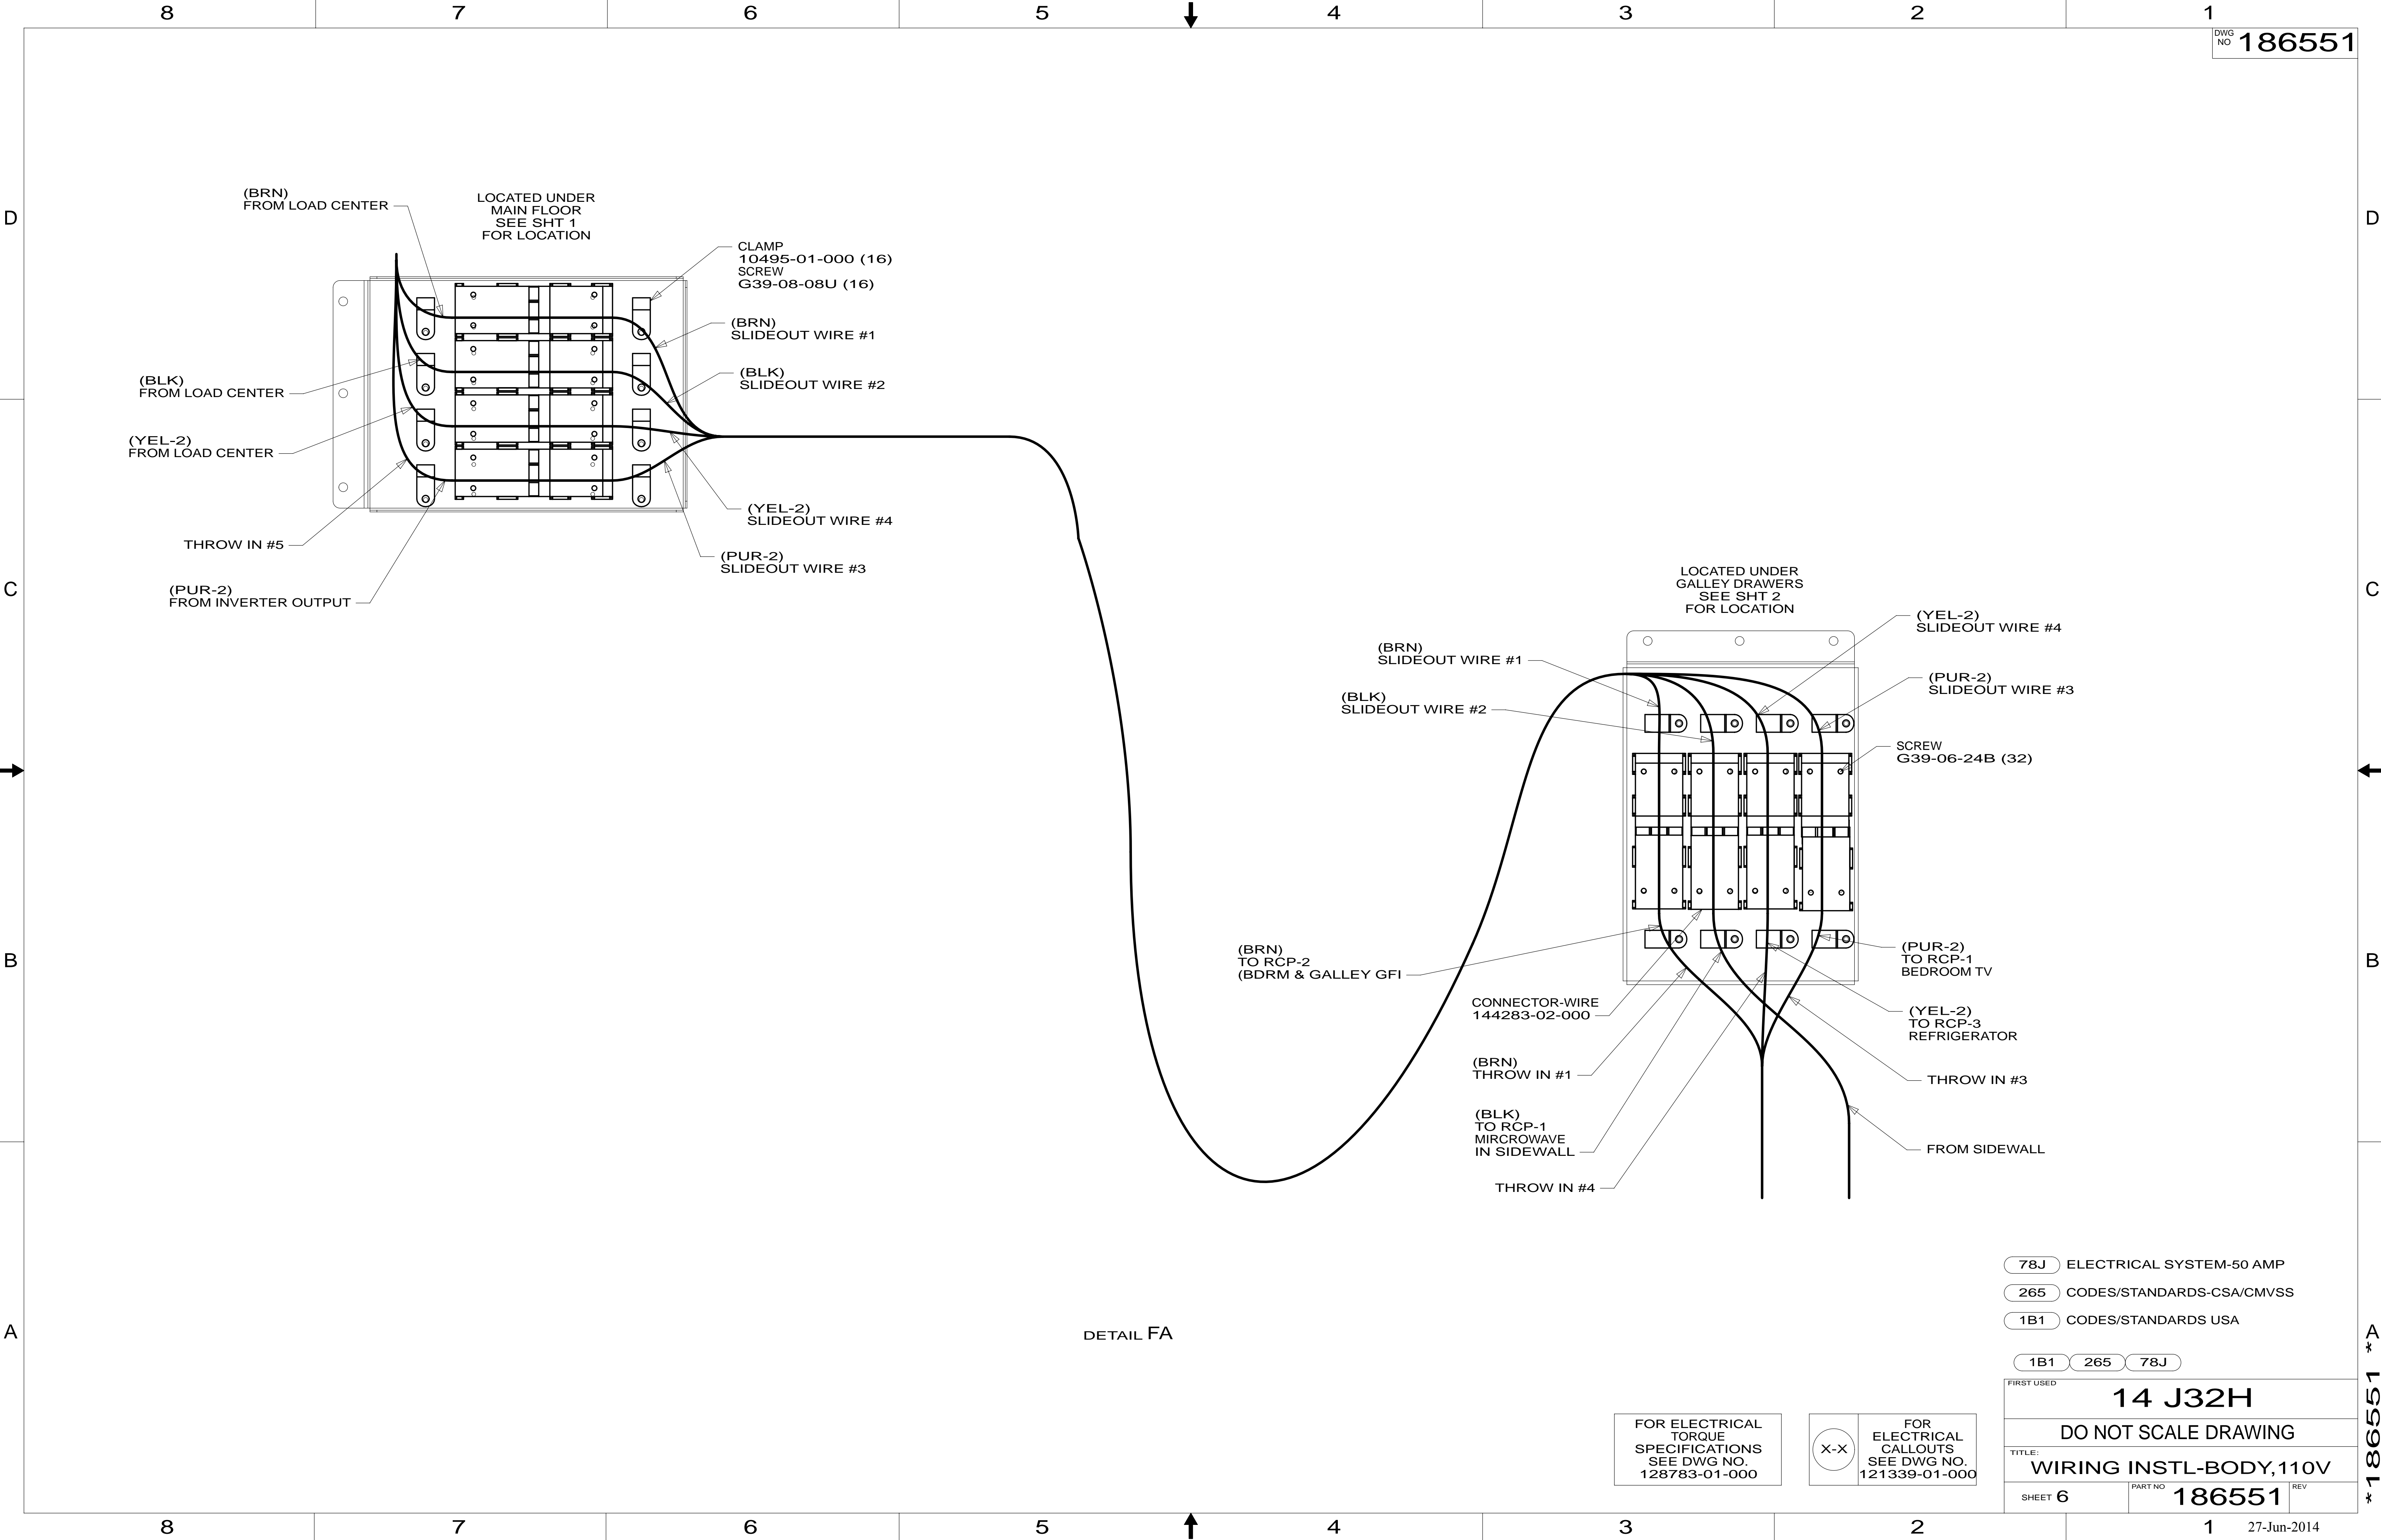 8 7 6 5 4 3 2 1
DWG
NO 186551
D
D
(BRN)
FROM LOAD CENTER
LOCATED UNDER
MAIN FLOOR
SEE SHT 1
FOR LOCATION
CLAMP
10495-01-000 (16)
SCREW
G39-08-08U (16)
(BRN)
SLIDEOUT WIRE #1
(BLK)
SLIDEOUT WIRE #2
(BLK)
FROM LOAD CENTER
(YEL-2)
FROM LOAD CENTER
(YEL-2)
SLIDEOUT WIRE #4
THROW IN #5
(PUR-2)
SLIDEOUT WIRE #3
(PUR-2)
FROM INVERTER OUTPUT
C
C
LOCATED UNDER
GALLEY DRAWERS
SEE SHT 2
FOR LOCATION
(YEL-2)
SLIDEOUT WIRE #4
(BRN)
SLIDEOUT WIRE #1
(PUR-2)
SLIDEOUT WIRE #3
(BLK)
SLIDEOUT WIRE #2
SCREW
G39-06-24B (32)
B
B
(BRN)
TO RCP-2
(BDRM & GALLEY GFI
(PUR-2)
TO RCP-1
BEDROOM TV
CONNECTOR-WIRE
144283-02-000
(YEL-2)
TO RCP-3
REFRIGERATOR
(BRN)
THROW IN #1
THROW IN #3
(BLK)
TO RCP-1
MIRCROWAVE
IN SIDEWALL
FROM SIDEWALL
THROW IN #4
78J ELECTRICAL SYSTEM-50 AMP
265 CODES/STANDARDS-CSA/CMVSS
1B1 CODES/STANDARDS USA
A
A
DETAIL FA
1B1 265 78J
FIRST USED
14 J32H
DO NOT SCALE DRAWING
TITLE:
WIRING INSTL-BODY,110V
SHEET 6
PART NO 186551
REV
FOR ELECTRICAL
TORQUE
SPECIFICATIONS
SEE DWG NO.
128783-01-000
X-X
FOR
ELECTRICAL
CALLOUTS
SEE DWG NO.
121339-01-000
*186551*
8 7 6 5 4 3 2 1
27-Jun-2014